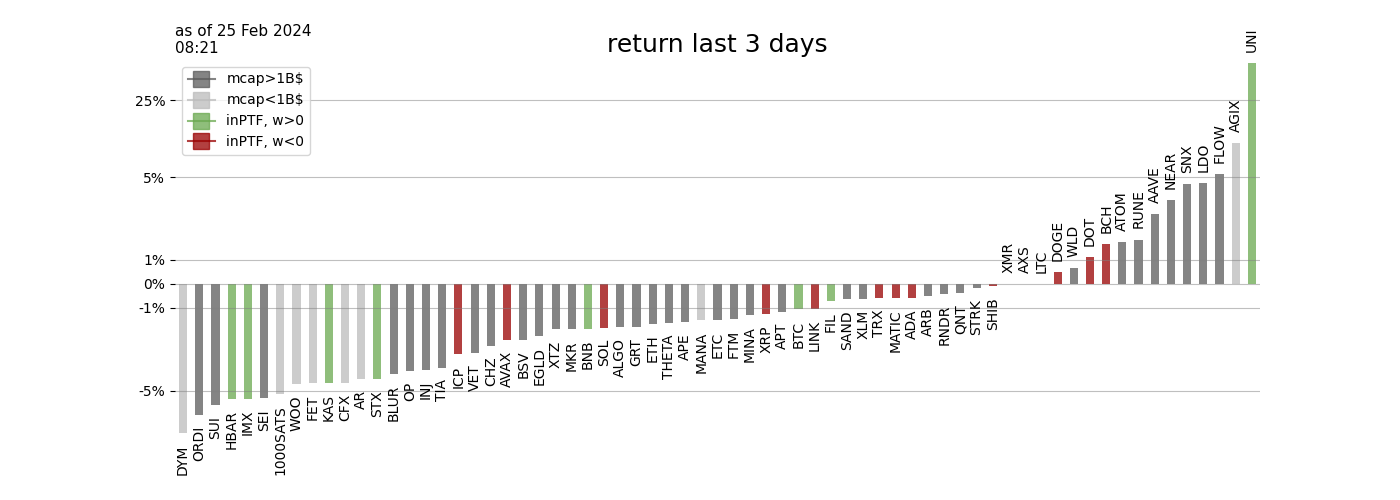 as of 25 Feb 2024
08:21
return last 3 days
mcap>1B$
mcap<1B$
inPTF, w>0
inPTF, w<0
25%
5%
1%
0%
-1%
-5%
DYM
ORDI
SUI
HBAR
IMX
SEI
1000SATS
WOO
FET
KAS
CFX
AR
STX
BLUR
OP
INJ
TIA
ICP
VET
CHZ
AVAX
BSV
EGLD
XTZ
MKR
BNB
SOL
ALGO
GRT
ETH
THETA
APE
MANA
ETC
FTM
MINA
XRP
APT
BTC
LINK
FIL
SAND
XLM
TRX
MATIC
ADA
ARB
RNDR
QNT
STRK
SHIB
XMR
AXS
LTC
DOGE
WLD
DOT
BCH
ATOM
RUNE
AAVE
NEAR
SNX
LDO
FLOW
AGIX
UNI